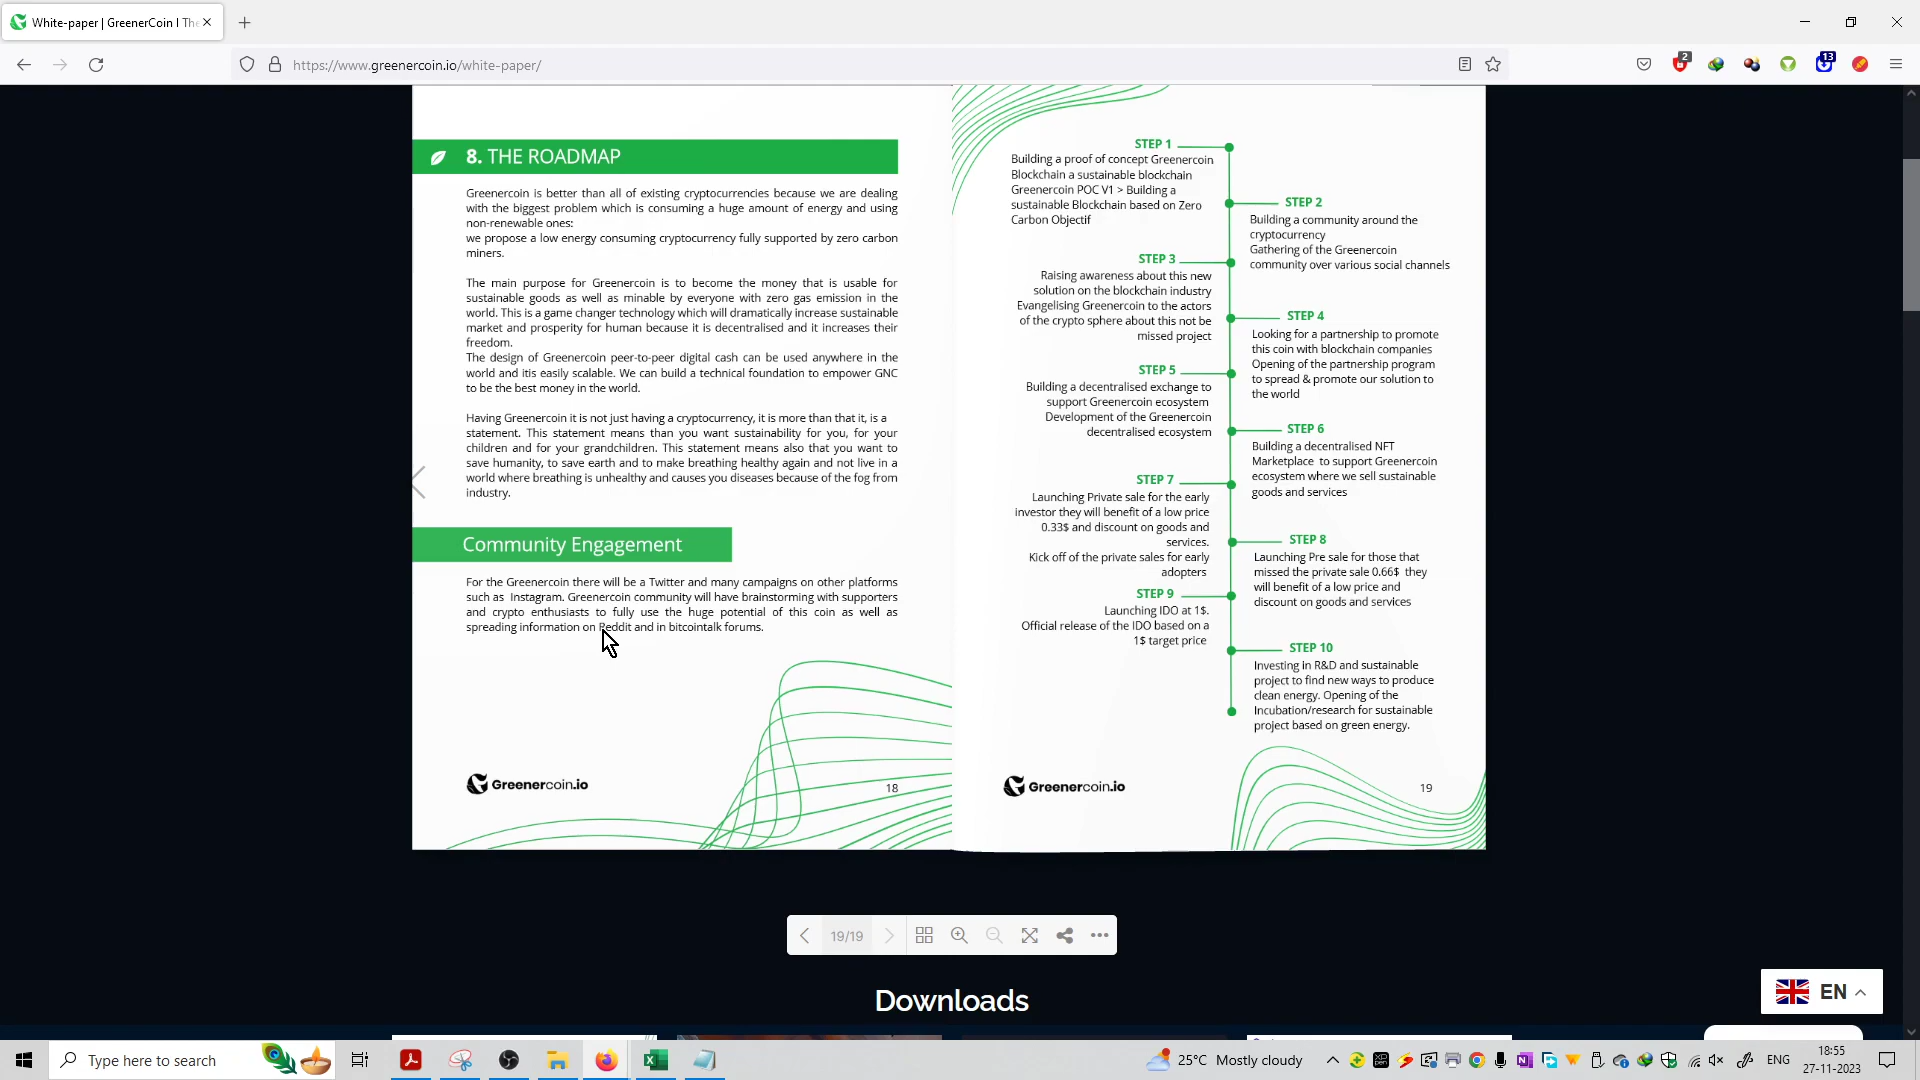 White-paper | GreenerCoin I The
https://www.greenercoin.io/white-paper/
2
13
8. THE ROADMAP
Greenercoin is better than all of existing cryptocurrencies because we are dealing
with the biggest problem which is consuming a huge amount of energy and using
non-renewable ones:
we propose a low energy consuming cryptocurrency fully supported by zero carbon
miners.
The main purpose for Greenercoin is to become the money that is usable for
sustainable goods as well as minable by everyone with zero gas emission in the
world. This is a game changer technology which will dramatically increase sustainable
market and prosperity for human because it is decentralised and it increases their
freedom.
The design of Greenercoin peer-to-peer digital cash can be used anywhere in the
world and itis easily scalable. We can build a technical foundation to empower GNC
to be the best money in the world.
Having Greenercoin it is not just having a cryptocurrency, it is more than that it, is a
statement. This statement means than you want sustainability for you, for your
children and for your grandchildren. This statement means also that you want to
save humanity, to save earth and to make breathing healthy again and not live in a
world where breathing is unhealthy and causes you diseases because of the fog from
industry.
Community Engagement
For the Greenercoin there will be a Twitter and many campaigns on other platforms
such as Instagram. Greenercoin community will have brainstorming with supporters
and crypto enthusiasts to fully use the huge potential of this coin as well as
spreading information on Reddit and in bitcointalk forums.
Greenercoin.io
18
STEP 1
Building a proof of concept Greenercoin
Blockchain a sustainable blockchain
Greenercoin POC V1 > Building a
sustainable Blockchain based on Zero
Carbon Objectif
STEP 2
Building a community around the
cryptocurrency
Gathering of the Greenercoin
community over various social channels
STEP 3
Raising awareness about this new
solution on the blockchain industry
Evangelising Greenercoin to the actors
of the crypto sphere about this not be
missed project
STEP 4
Looking for a partnership to promote
this coin with blockchain companies
Opening of the partnership program
to spread & promote our solution to
the world
STEP 5
Building a decentralised exchange to
support Greenercoin ecosystem
Development of the Greenercoin
decentralised ecosystem
STEP 6
Building a decentralised NFT
Marketplace to support Greenercoin
ecosystem where we sell sustainable
goods and services
STEP 7
Launching Private sale for the early
investor they will benefit of a low price
0.33$ and discount on goods and
services.
Kick off of the private sales for early
adopters
STEP 8
Launching Pre sale for those that
missed the private sale 0.66$ they
will benefit of a low price and
discount on goods and services
STEP 9
Launching IDO at 1$.
Official release of the IDO based on a
1$ target price
STEP 10
Investing in R&D and sustainable
project to find new ways to produce
clean energy. Opening of the
Incubation/research for sustainable
project based on green energy.
Greenercoin.io
19
19/19
Downloads
EN
Type here to search
25°C Mostly cloudy
ENG
18:55
27-11-2023